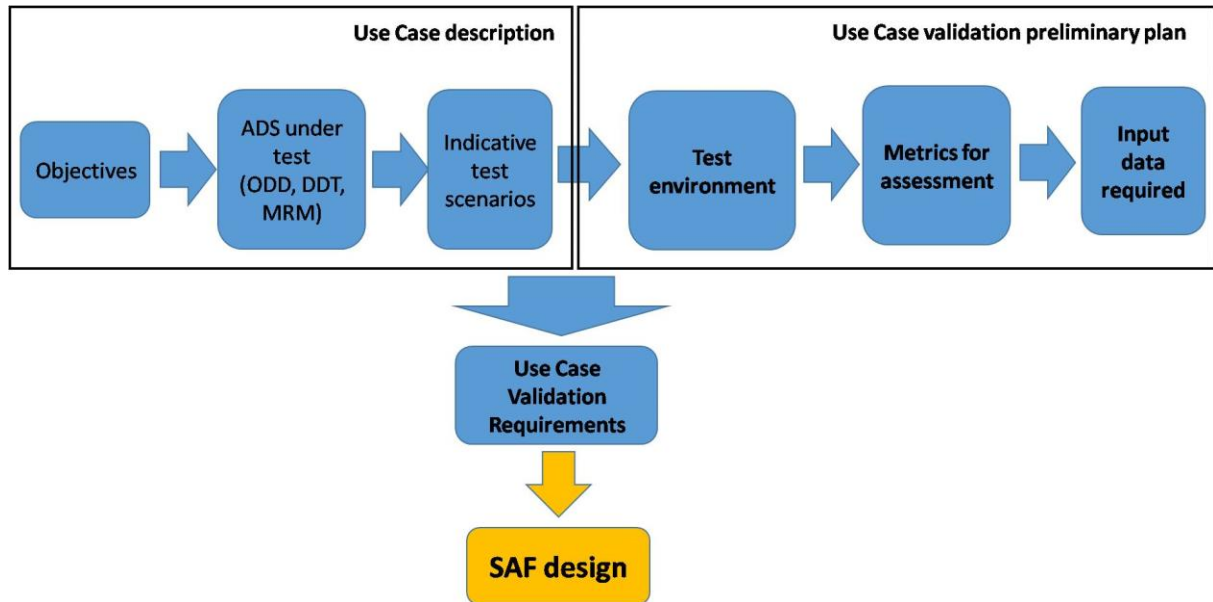 Use Case description
Use Case validation preliminary plan
Objectives
ADS under
test
(ODD, DDT,
MRM)
Indicative
test
scenarios
Test
environment
Metrics for
assessment
Input
data
required
Use Case
Validation
Requirements
SAF design